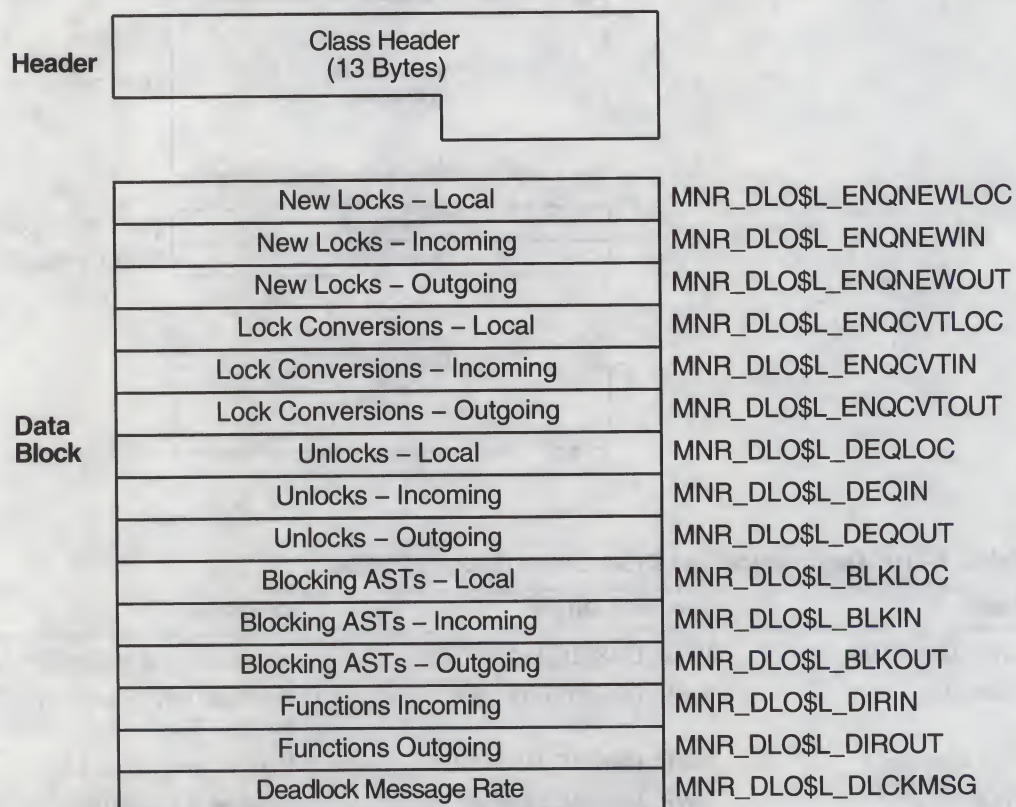 Header
Class Header
(13 Bytes)
New Locks – Local MNR_DLO$L_ENQNEWLOC
New Locks – Incoming MNR_DLO$L_ENQNEWIN
New Locks – Outgoing MNR_DLO$L_ENQNEWOUT
Lock Conversions – Local MNR_DLO$L_ENQCVTLOC
Lock Conversions – Incoming MNR_DLO$L_ENQCVTIN
Lock Conversions – Outgoing MNR_DLO$L_ENQCVTOUT
Data
Block
Unlocks – Local MNR_DLO$L_DEQLOC
Unlocks – Incoming MNR_DLO$L_DEQIN
Unlocks – Outgoing MNR_DLO$L_DEQOUT
Blocking ASTs – Local MNR_DLO$L_BLKLOC
Blocking ASTs – Incoming MNR_DLO$L_BLKIN
Blocking ASTs – Outgoing MNR_DLO$L_BLKOUT
Functions Incoming MNR_DLO$L_DIRIN
Functions Outgoing MNR_DLO$L_DIROUT
Deadlock Message Rate MNR_DLO$L_DLCKMSG